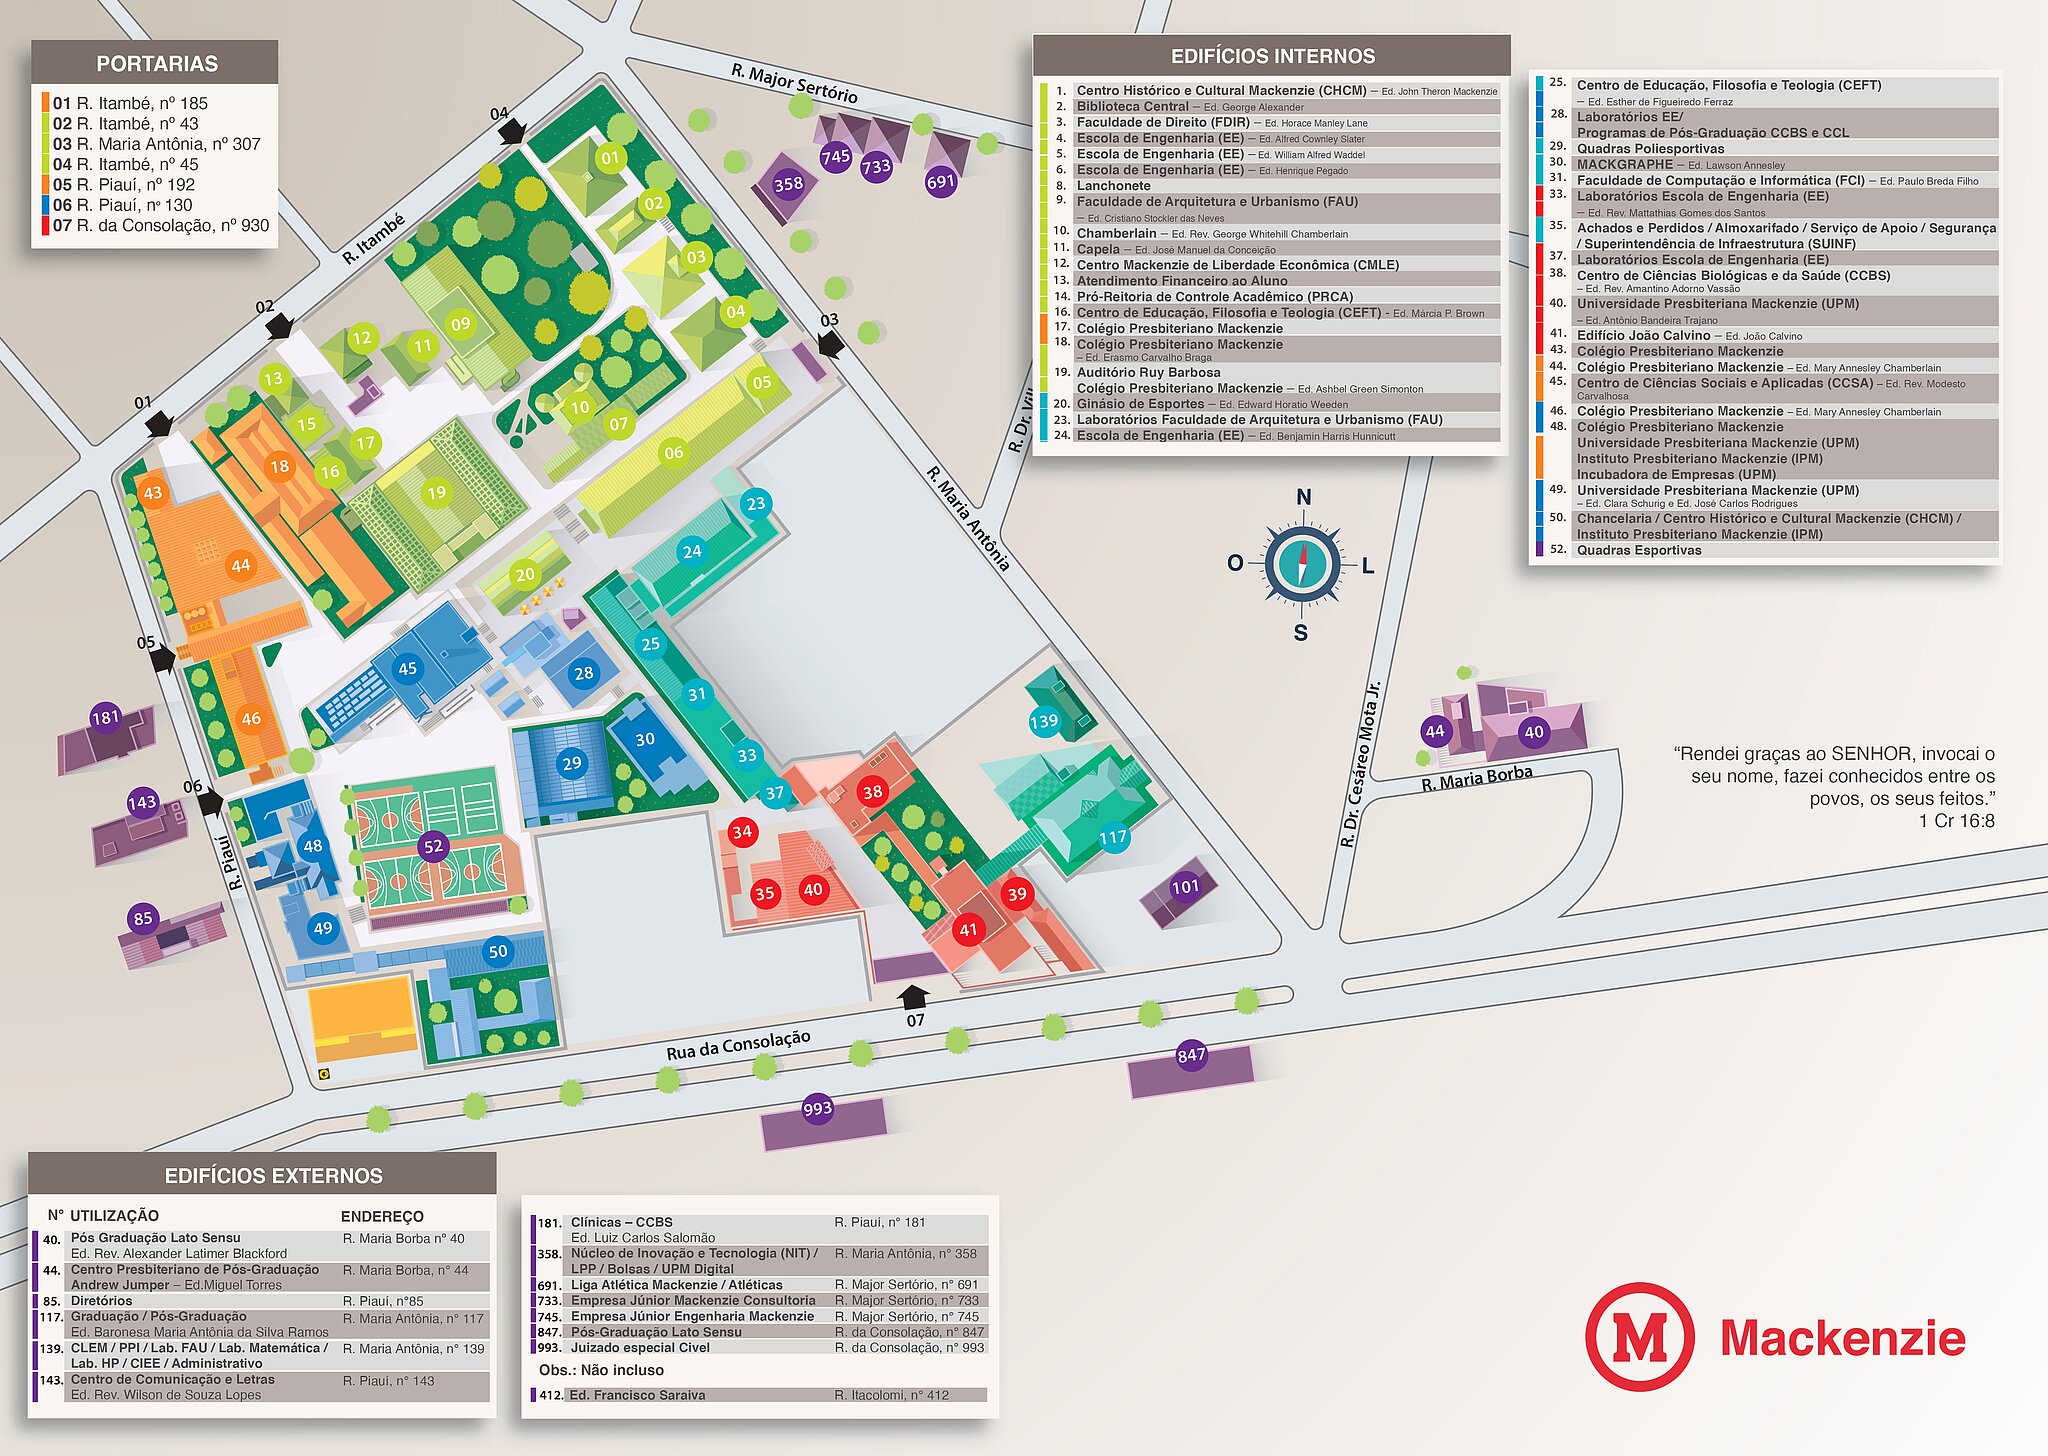 PORTARIAS
01 R. Itambé, nº 185
02 R. Itambé, nº 43
03 R. Maria Antônia, nº 307
04 R. Itambé, nº 45
05 R. Piauí, nº 192
06 R. Piauí, nº 130
07 R. da Consolação, nº 930
EDIFÍCIOS INTERNOS
1. Centro Histórico e Cultural Mackenzie (CHCM) – Ed. John Theron Mackenzie
2. Biblioteca Central – Ed. George Alexander
3. Faculdade de Direito (FDIR) – Ed. Horace Manley Lane
4. Escola de Engenharia (EE) – Ed. Alfred Cownley Slater
5. Escola de Engenharia (EE) – Ed. William Alfred Waddel
6. Escola de Engenharia (EE) – Ed. Henrique Pegado
8. Lanchonete
9. Faculdade de Arquitetura e Urbanismo (FAU)
– Ed. Cristiano Stockler das Neves
10. Chamberlain – Ed. Rev. George Whitehill Chamberlain
11. Capela – Ed. José Manuel da Conceição
12. Centro Mackenzie de Liberdade Econômica (CMLE)
13. Atendimento Financeiro ao Aluno
14. Pró-Reitoria de Controle Acadêmico (PRCA)
16. Centro de Educação, Filosofia e Teologia (CEFT) - Ed. Márcia P. Brown
17. Colégio Presbiteriano Mackenzie
18. Colégio Presbiteriano Mackenzie
– Ed. Erasmo Carvalho Braga
19. Auditório Ruy Barbosa
Colégio Presbiteriano Mackenzie – Ed. Ashbel Green Simonton
20. Ginásio de Esportes – Ed. Edward Horatio Weeden
23. Laboratórios Faculdade de Arquitetura e Urbanismo (FAU)
24. Escola de Engenharia (EE) – Ed. Benjamin Harris Hunnicutt
25. Centro de Educação, Filosofia e Teologia (CEFT)
– Ed. Esther de Figueiredo Ferraz
28. Laboratórios EE/
Programas de Pós-Graduação CCBS e CCL
29. Quadras Poliesportivas
30. MACKGRAPHE – Ed. Lawson Annesley
31. Faculdade de Computação e Informática (FCI) – Ed. Paulo Breda Filho
33. Laboratórios Escola de Engenharia (EE)
– Ed. Rev. Mattathias Gomes dos Santos
35. Achados e Perdidos / Almoxarifado / Serviço de Apoio / Segurança
/ Superintendência de Infraestrutura (SUINF)
37. Laboratórios Escola de Engenharia (EE)
38. Centro de Ciências Biológicas e da Saúde (CCBS)
– Ed. Rev. Amantino Adorno Vassão
40. Universidade Presbiteriana Mackenzie (UPM)
– Ed. Antônio Bandeira Trajano
41. Edifício João Calvino – Ed. João Calvino
43. Colégio Presbiteriano Mackenzie
44. Colégio Presbiteriano Mackenzie – Ed. Mary Annesley Chamberlain
45. Centro de Ciências Sociais e Aplicadas (CCSA) – Ed. Rev. Modesto
Carvalhosa
46. Colégio Presbiteriano Mackenzie – Ed. Mary Annesley Chamberlain
48. Colégio Presbiteriano Mackenzie
Universidade Presbiteriana Mackenzie (UPM)
Instituto Presbiteriano Mackenzie (IPM)
Incubadora de Empresas (UPM)
49. Universidade Presbiteriana Mackenzie (UPM)
– Ed. Clara Schurig e Ed. José Carlos Rodrigues
50. Chancelaria / Centro Histórico e Cultural Mackenzie (CHCM) /
Instituto Presbiteriano Mackenzie (IPM)
52. Quadras Esportivas
R. Major Sertório
04
01
745
733
691
358
R. Itambé
02
03
04
02
03
09
12
11
01
13
15
17
16
18
10
07
05
06
19
R. Dr. Vill
R. Maria Antônia
43
44
23
24
20
N
O
L
S
05
25
45
28
31
46
181
30
29
33
37
139
44
40
R. Maria Borba
R. Dr. Cesáreo Mota Jr.
06
143
38
34
117
48
52
R. Piauí
35
40
39
101
85
49
41
50
07
Rua da Consolação
847
993
“Rendei graças ao SENHOR, invocai o
seu nome, fazei conhecidos entre os
povos, os seus feitos.”
1 Cr 16:8
EDIFÍCIOS EXTERNOS
N° UTILIZAÇÃO ENDEREÇO
40. Pós Graduação Lato Sensu R. Maria Borba nº 40
Ed. Rev. Alexander Latimer Blackford
44. Centro Presbiteriano de Pós-Graduação R. Maria Borba, n° 44
Andrew Jumper – Ed.Miguel Torres
85. Diretórios R. Piauí, n°85
117. Graduação / Pós-Graduação R. Maria Antônia, n° 117
Ed. Baronesa Maria Antônia da Silva Ramos
139. CLEM / PPI / Lab. FAU / Lab. Matemática / R. Maria Antônia, n° 139
Lab. HP / CIEE / Administrativo
143. Centro de Comunicação e Letras R. Piauí, n° 143
Ed. Rev. Wilson de Souza Lopes
181. Clínicas – CCBS R. Piauí, n° 181
Ed. Luiz Carlos Salomão
358. Núcleo de Inovação e Tecnologia (NIT) / R. Maria Antônia, n° 358
LPP / Bolsas / UPM Digital
691. Liga Atlética Mackenzie / Atléticas R. Major Sertório, n° 691
733. Empresa Júnior Mackenzie Consultoria R. Major Sertório, n° 733
745. Empresa Júnior Engenharia Mackenzie R. Major Sertório, n° 745
847. Pós-Graduação Lato Sensu R. da Consolação, n° 847
993. Juizado especial Civel R. da Consolação, n° 993
Obs.: Não incluso
412. Ed. Francisco Saraiva R. Itacolomi, n° 412
M Mackenzie